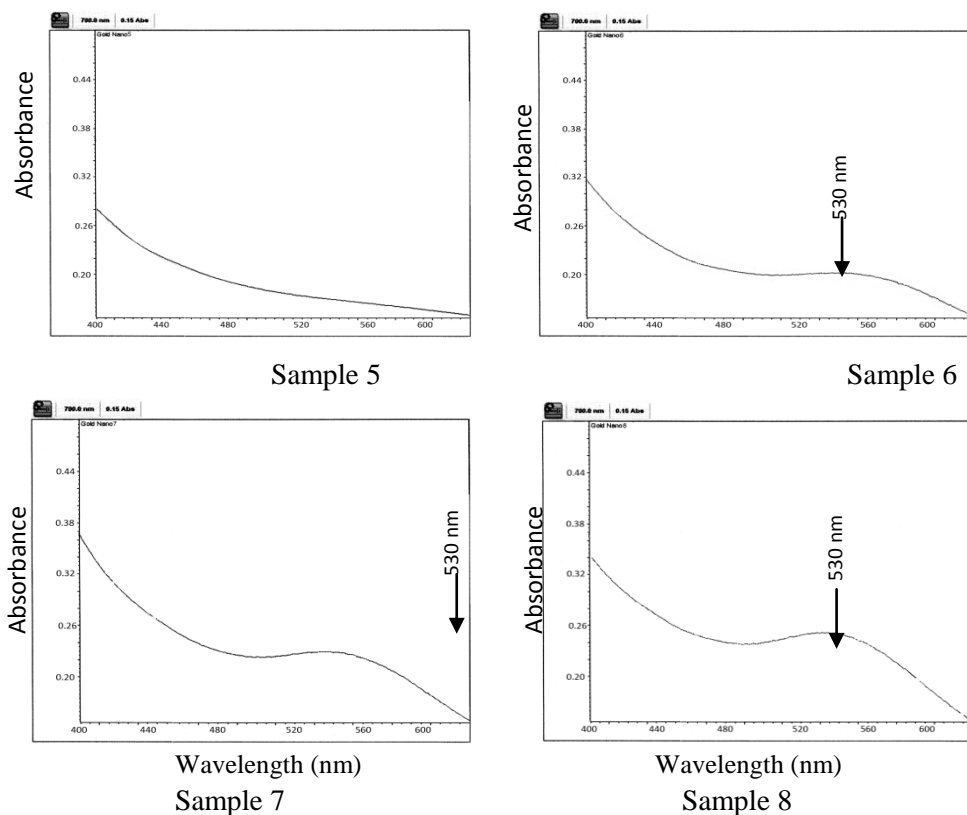 700.0 nm 0.15 Abs
Gold Nano5
Absorbance
0.44
0.38
0.32
0.26
0.20
400 440 480 520 560 600
Sample 5
700.0 nm 0.15 Abs
Gold Nano6
Absorbance
0.44
0.38
0.32
0.26
0.20
530 nm
400 440 480 520 560 600
Sample 6
700.0 nm 0.15 Abs
Gold Nano7
Absorbance
0.44
0.38
0.32
0.26
0.20
530 nm
400 440 480 520 560 600
Wavelength (nm)
Sample 7
700.0 nm 0.15 Abs
Gold Nano8
Absorbance
0.44
0.38
0.32
0.26
0.20
530 nm
400 440 480 520 560 600
Wavelength (nm)
Sample 8